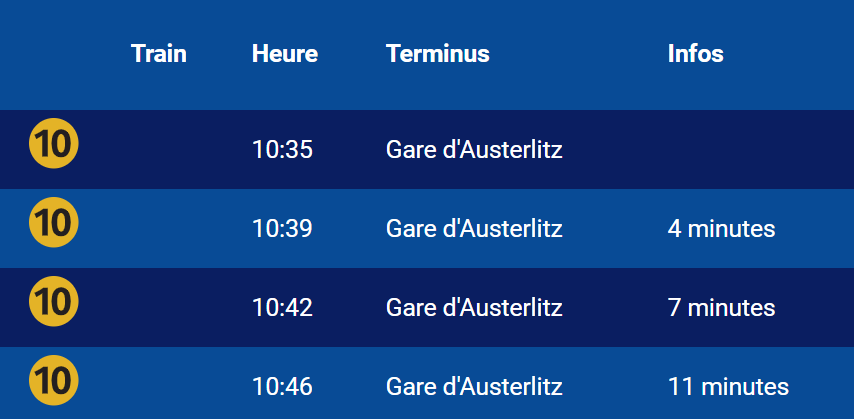 Train Heure Terminus Infos
10 10:35 Gare d'Austerlitz
10 10:39 Gare d'Austerlitz 4 minutes
10 10:42 Gare d'Austerlitz 7 minutes
10 10:46 Gare d'Austerlitz 11 minutes